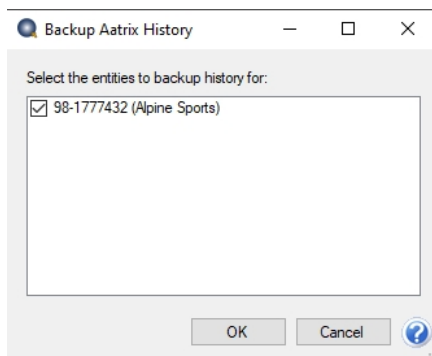 Backup Aatrix History
Select the entities to backup history for:
98-1777432 (Alpine Sports)
OK
Cancel
?